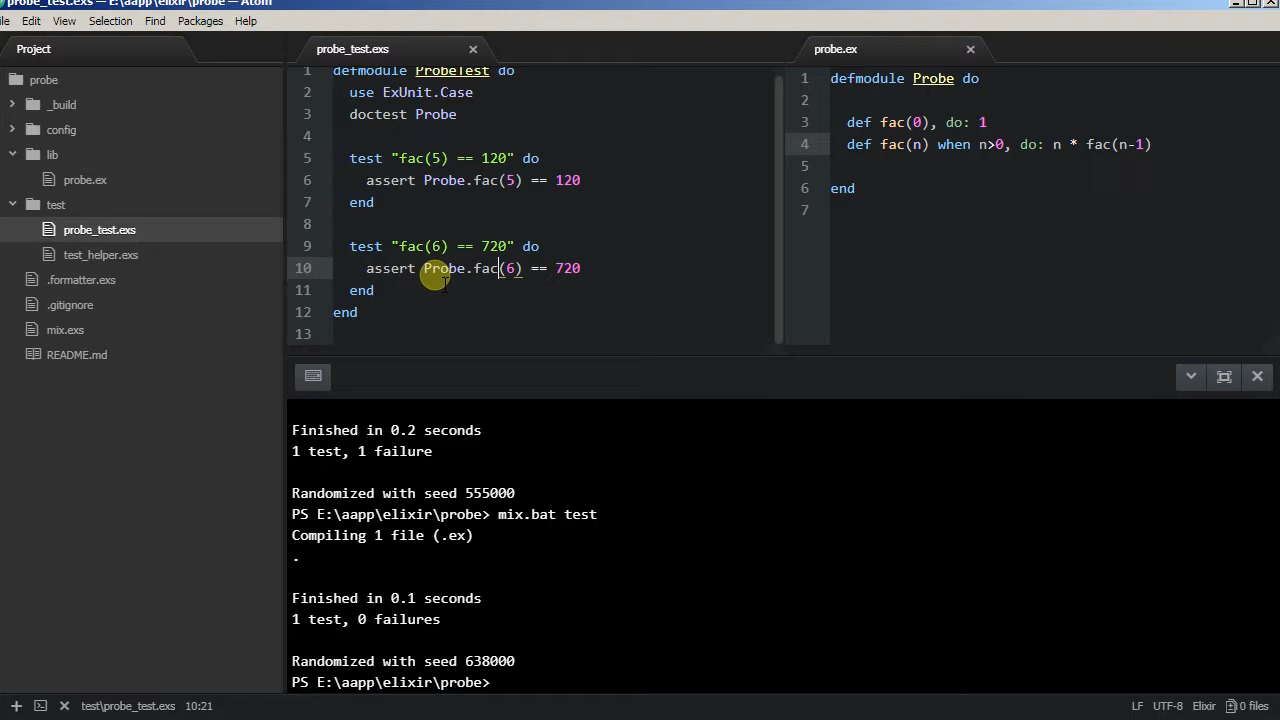 probe_test.exs — E:\aapp\elixir\probe — Atom
Edit View Selection Find Packages Help
Project
probe
_build
config
lib
probe.ex
test
probe_test.exs
test_helper.exs
.formatter.exs
.gitignore
mix.exs
README.md
probe_test.exs
1 defmodule ProbeTest do
2 use ExUnit.Case
3 doctest Probe
4
5 test "fac(5) == 120" do
6 assert Probe.fac(5) == 120
7 end
8
9 test "fac(6) == 720" do
10 assert Probe.fac(6) == 720
11 end
12 end
13
probe.ex
1 defmodule Probe do
2
3 def fac(0), do: 1
4 def fac(n) when n>0, do: n * fac(n-1)
5
6 end
7
Finished in 0.2 seconds
1 test, 1 failure
Randomized with seed 555000
PS E:\aapp\elixir\probe> mix.bat test
Compiling 1 file (.ex)
.
Finished in 0.1 seconds
1 test, 0 failures
Randomized with seed 638000
PS E:\aapp\elixir\probe>
test\probe_test.exs 10:21
LF UTF-8 Elixir 0 files